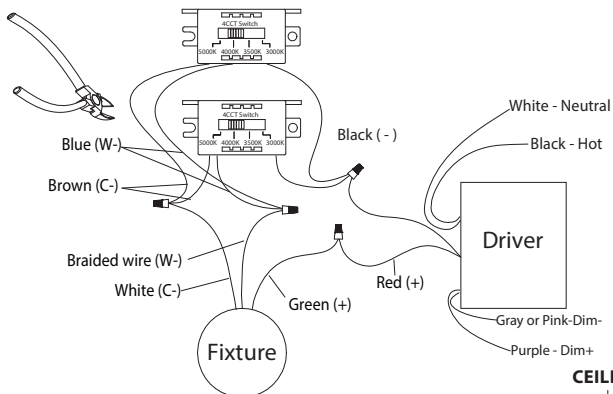 4CCT Switch
5000K 4000K 3500K 3000K
4CCT Switch
5000K 4000K 3500K 3000K
White - Neutral
Black - Hot
Black ( - )
Blue (W-)
Brown (C-)
Driver
Braided wire (W-)
White (C-)
Red (+)
Green (+)
Fixture
Gray or Pink-Dim-
Purple - Dim+